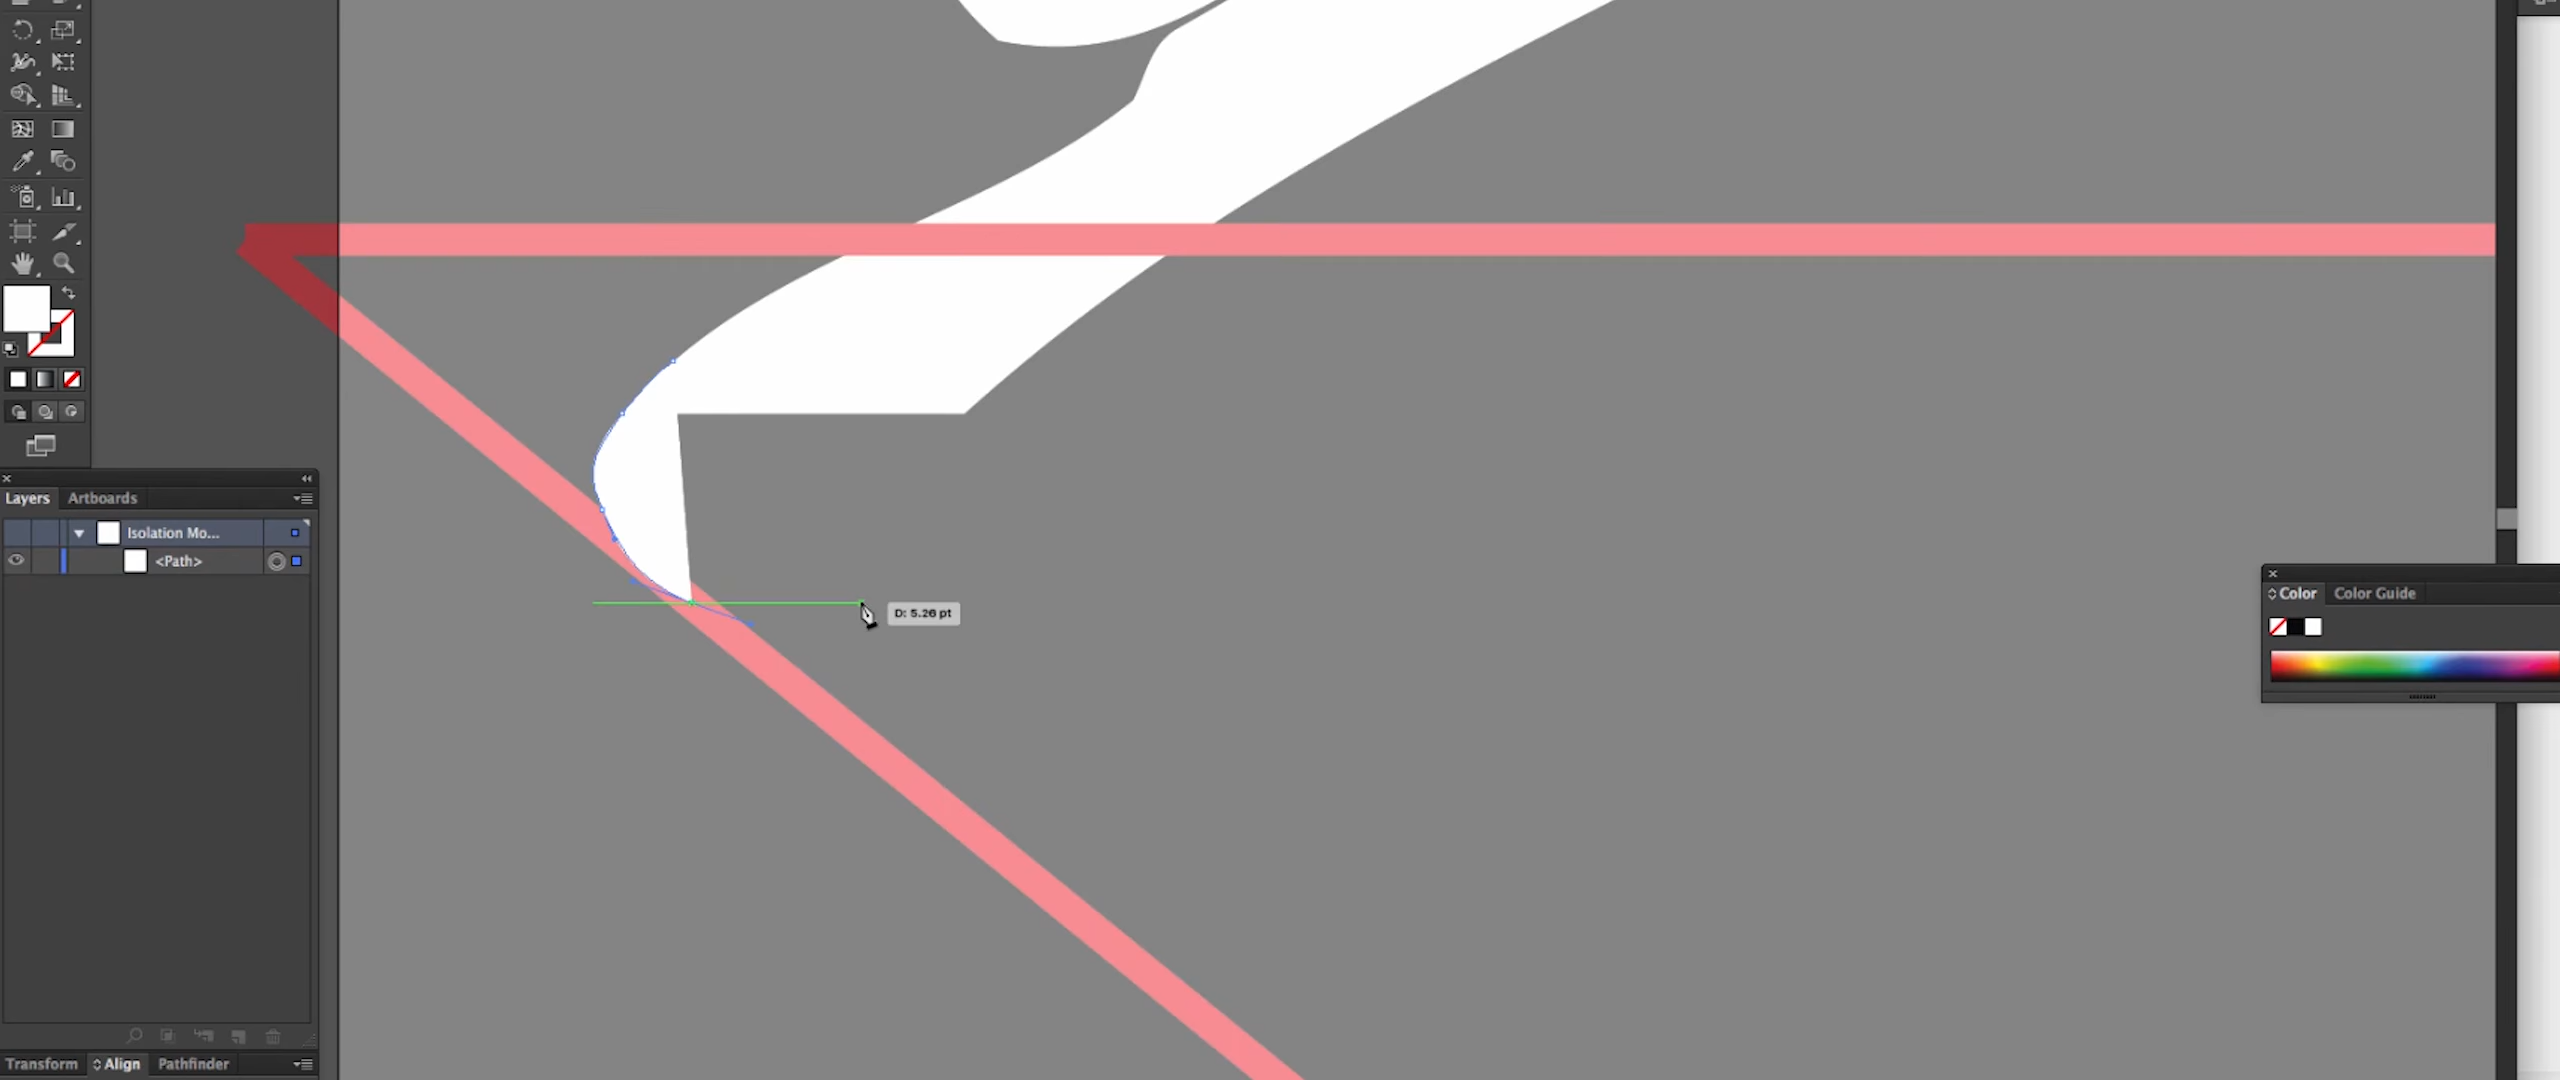 Layers Artboards
Isolation Mo...
<Path>
Transform Align Pathfinder
D: 5.26 pt
Color Color Guide